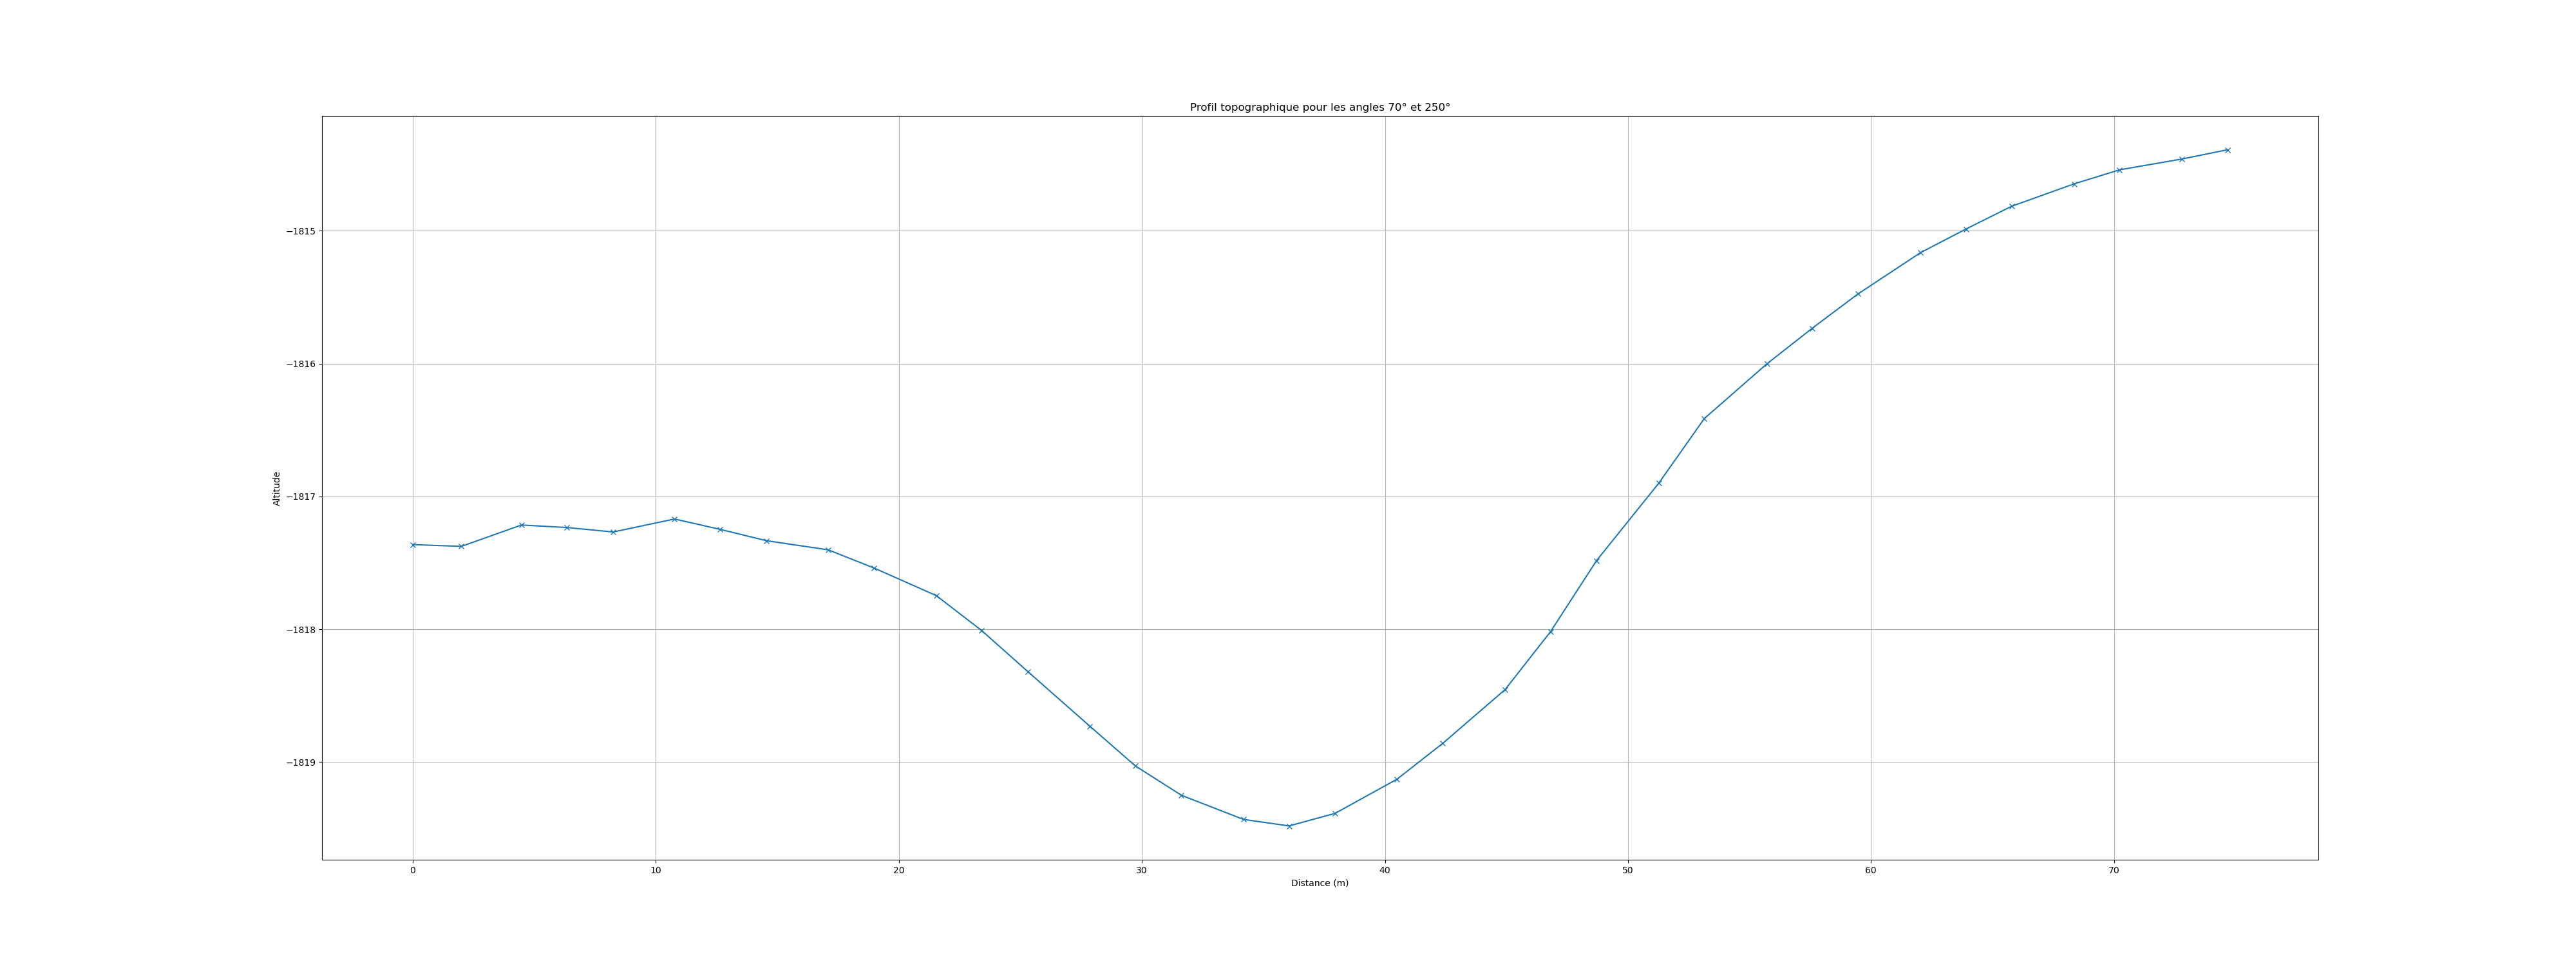 Profil topographique pour les angles 70° et 250°
Altitude
−1815
−1816
−1817
−1818
−1819
0 10 20 30 40 50 60 70
Distance (m)